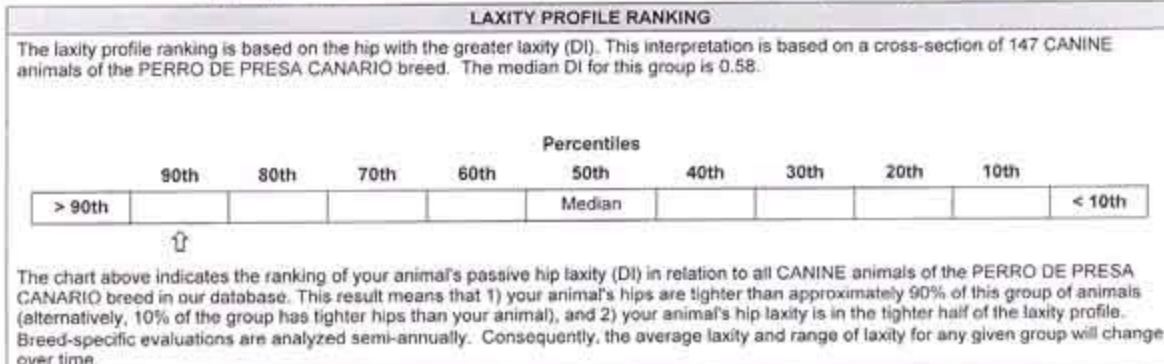 LAXITY PROFILE RANKING
The laxity profile ranking is based on the hip with the greater laxity (DI). This interpretation is based on a cross-section of 147 CANINE
animals of the PERRO DE PRESA CANARIO breed. The median DI for this group is 0.58.
Percentiles
90th 80th 70th 60th 50th 40th 30th 20th 10th
> 90th Median < 10th
The chart above indicates the ranking of your animal's passive hip laxity (DI) in relation to all CANINE animals of the PERRO DE PRESA
CANARIO breed in our database. This result means that 1) your animal's hips are tighter than approximately 90% of this group of animals
(alternatively, 10% of the group has tighter hips than your animal), and 2) your animal's hip laxity is in the tighter half of the laxity profile.
Breed-specific evaluations are analyzed semi-annually. Consequently, the average laxity and range of laxity for any given group will change
over time.